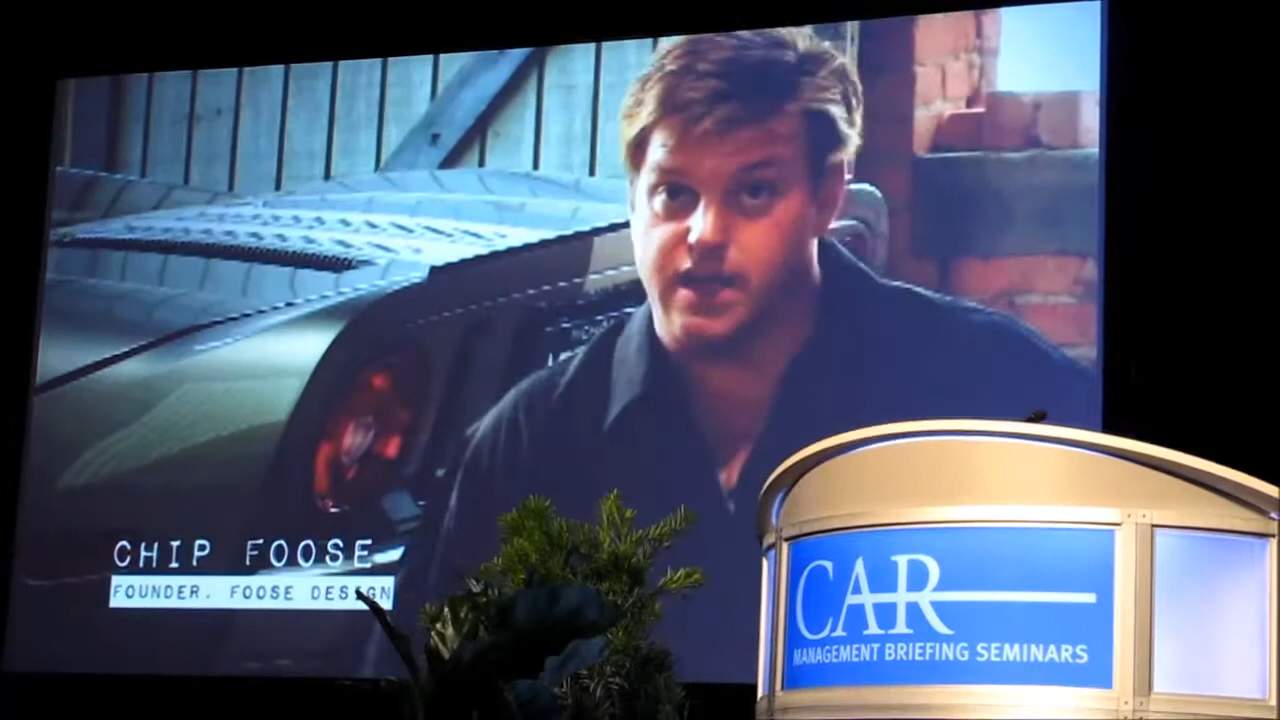 CHIP FOOSE
FOUNDER. FOOSE DESIGN
CAR
MANAGEMENT BRIEFING SEMINARS